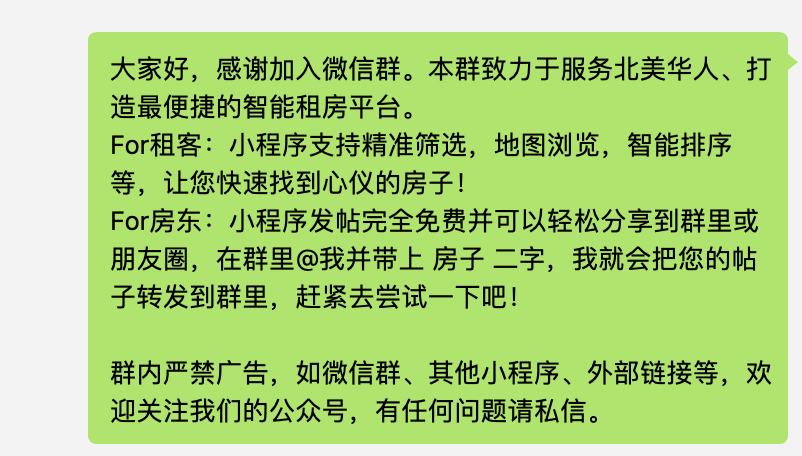 大家好，感谢加入微信群。本群致力于服务北美华人、打
造最便捷的智能租房平台。
For租客：小程序支持精准筛选，地图浏览，智能排序
等，让您快速找到心仪的房子！
For房东：小程序发帖完全免费并可以轻松分享到群里或
朋友圈，在群里@我并带上 房子 二字，我就会把您的帖
子转发到群里，赶紧去尝试一下吧！
群内严禁广告，如微信群、其他小程序、外部链接等，欢
迎关注我们的公众号，有任何问题请私信。